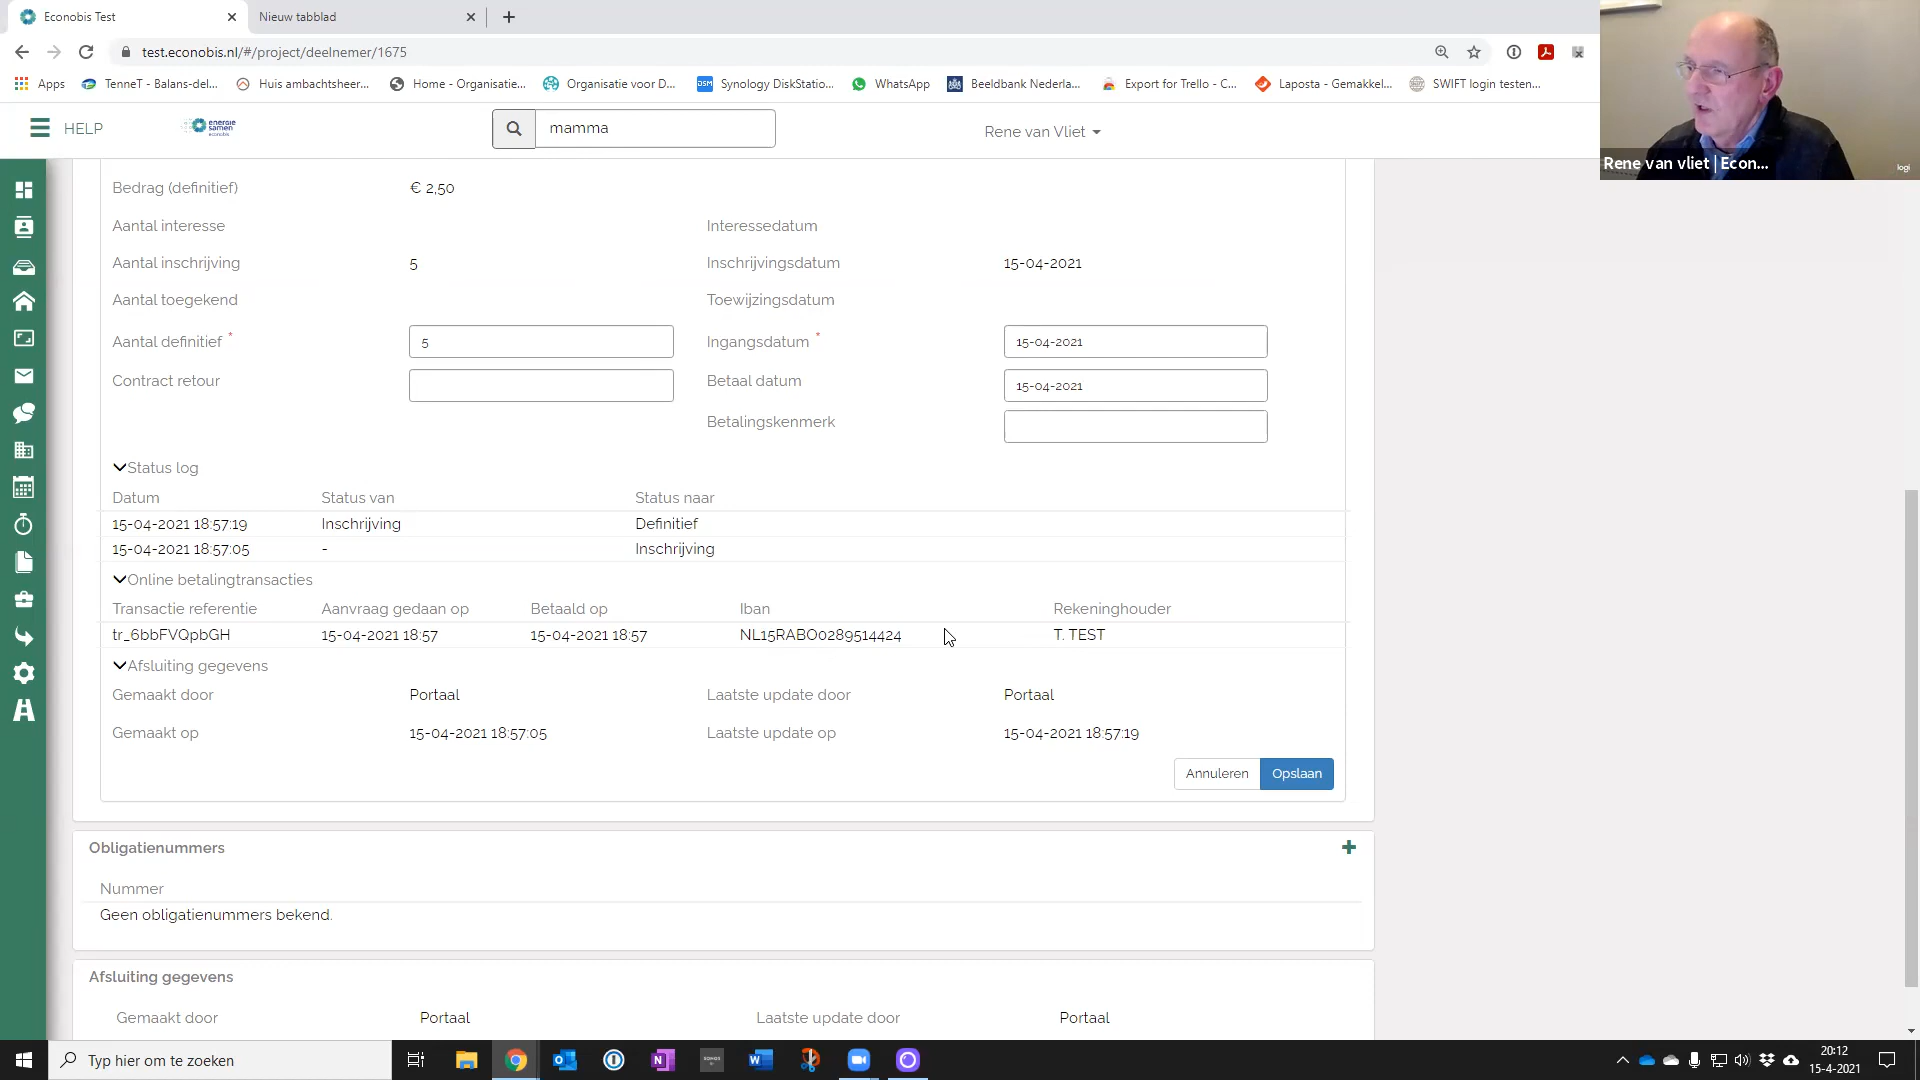 Econobis Test
Nieuw tabblad
test.econobis.nl/#/project/deelnemer/1675
Apps
TenneT - Balans-del...
Huis ambachtsheer...
Home - Organisatie...
Organisatie voor D...
Synology DiskStatio...
WhatsApp
Beeldbank Nederla...
Export for Trello - C...
Laposta - Gemakkel...
SWIFT login testen...
HELP
energie
samen
econobis
mamma
Rene van Vliet
Rene van vliet | Econ...
logi
Bedrag (definitief) € 2,50
Aantal interesse Interessedatum
Aantal inschrijving 5 Inschrijvingsdatum 15-04-2021
Aantal toegekend Toewijzingsdatum
Aantal definitief * 5 Ingangsdatum * 15-04-2021
Contract retour Betaal datum 15-04-2021
Betalingskenmerk
Status log
Datum Status van Status naar
15-04-2021 18:57:19 Inschrijving Definitief
15-04-2021 18:57:05 - Inschrijving
Online betalingtransacties
Transactie referentie Aanvraag gedaan op Betaald op Iban Rekeninghouder
tr_6bbFVQpbGH 15-04-2021 18:57 15-04-2021 18:57 NL15RABO0289514424 T. TEST
Afsluiting gegevens
Gemaakt door Portaal Laatste update door Portaal
Gemaakt op 15-04-2021 18:57:05 Laatste update op 15-04-2021 18:57:19
Annuleren Opslaan
Obligatienummers
Nummer
Geen obligatienummers bekend.
Afsluiting gegevens
Gemaakt door Portaal Laatste update door Portaal
Typ hier om te zoeken
20:12
15-4-2021